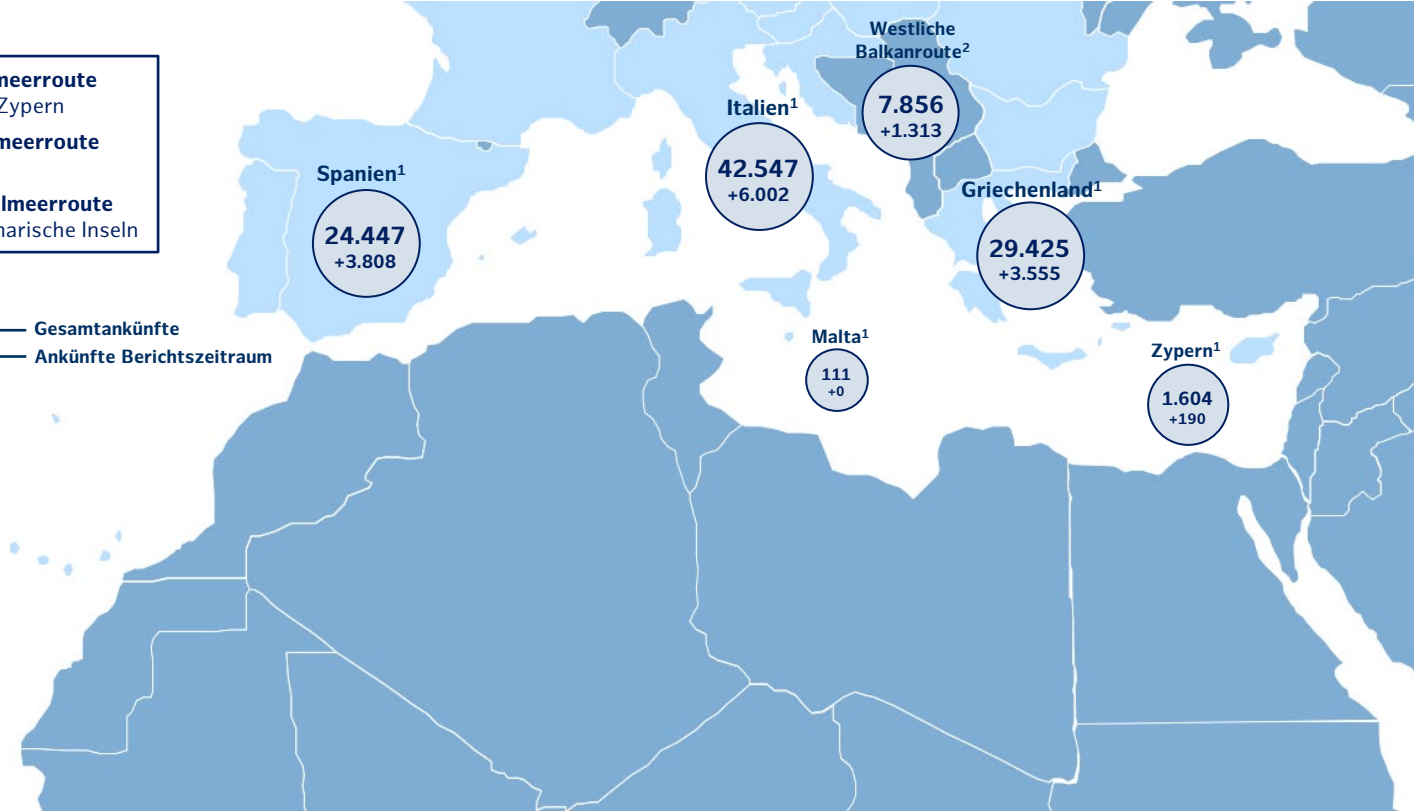 Zypern
Gesamtankünfte
Ankünfte Berichtszeitraum
Spanien¹
24.447
+3.808
Italien¹
42.547
+6.002
Westliche
Balkanroute²
7.856
+1.313
Griechenland¹
29.425
+3.555
Malta¹
111
+0
Zypern¹
1.604
+190
meerroute
meerroute
lmeerroute
narische Inseln